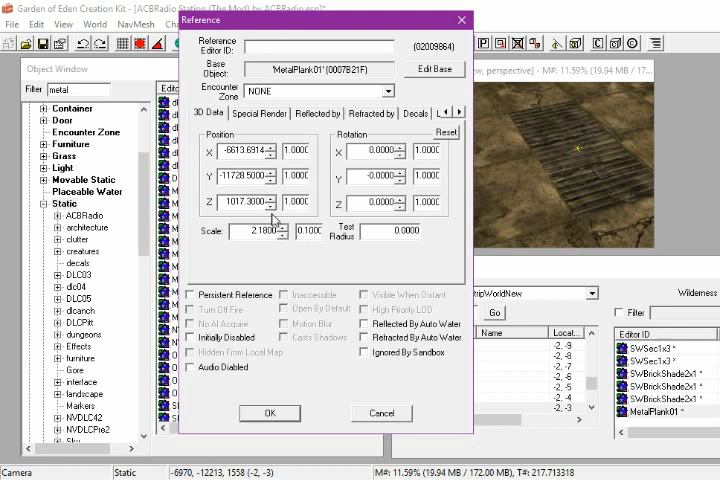 Garden of Eden Creation Kit - [ACBRadio Station (The Mod) by ACBRadio.esp]*
File Edit View World NavMesh
Object Window
Filter metal
Container
Door
Encounter Zone
Furniture
Grass
Light
Movable Static
Placeable Water
Static
ACBRadio
architecture
clutter
creatures
decals
DLC03
dlc04
DLC05
dlcanch
DLCPitt
dungeons
Effects
furniture
Gore
interface
landscape
Markers
NVDLC42
NVDLCPre2
Sky
Reference
Reference Editor ID: (02009864)
Base Object: 'MetalPlank01' (0007B21F) Edit Base
Encounter Zone NONE
3D Data Special Render Reflected by Refracted by Decals
Reset
Position Rotation
X -6613.6914 1.0000 X 0.0000 1.0000
Y -11728.5000 1.0000 Y -0.0000 1.0000
Z 1017.3000 1.0000 Z 0.0000 1.0000
Scale: 2.1800 0.1000 Test Radius 0.0000
Persistent Reference Inaccessible Visible When Distant
Turn Off Fire Open By Default High Priority LOD
No AI Acquire Motion Blur Reflected By Auto Water
Initially Disabled Casts Shadows Refracted By Auto Water
Hidden From Local Map Ignored By Sandbox
Audio Diabled
OK Cancel
ew, perspective] - M#: 11.59% (19.94 MB / 172.00
tripWorldNew Wilderness
Go Filter
Name Locat...
-2, -9
-2, -8
-2, -7
-2, -6
-2, -5
-2, -4
-2, -3
Editor ID
SWSec1x3 *
SWSec1x3 *
SWBrickShade2x1 *
SWBrickShade2x1 *
SWBrickShade2x1 *
MetalPlank01 *
Camera Static -6970, -12213, 1558 (-2, -3) M#: 11.59% (19.94 MB / 172.00 MB), T#: 217.713318